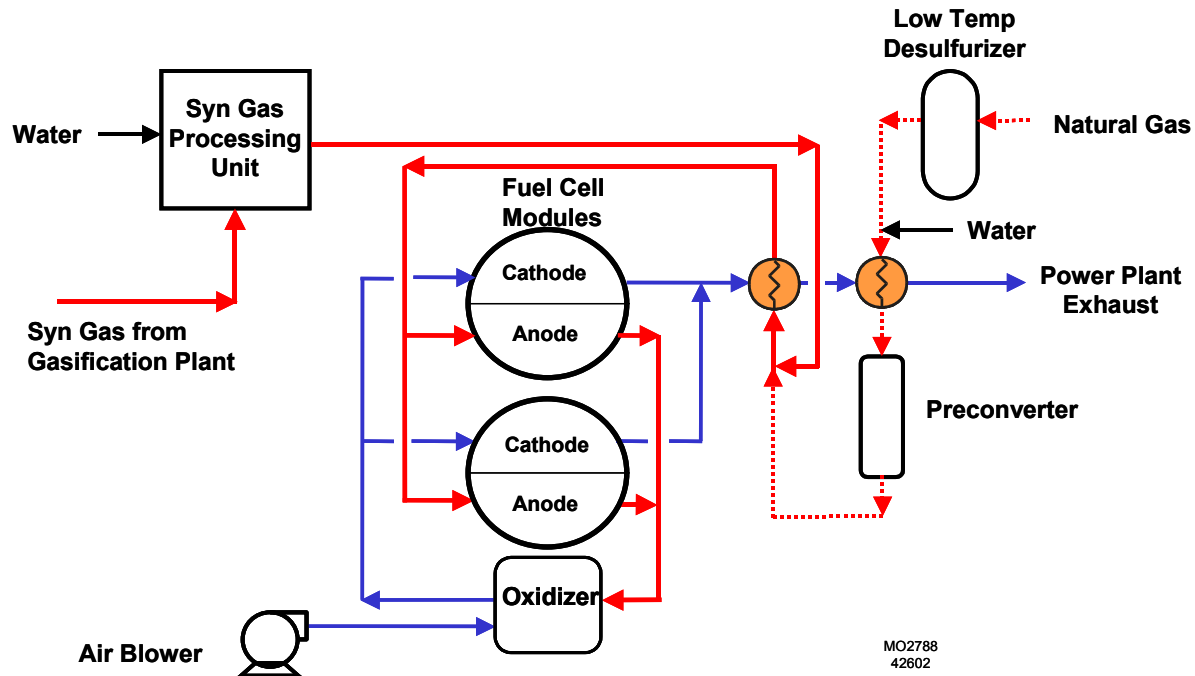 Low Temp
Desulfurizer
Syn Gas
Processing
Unit
Water
Natural Gas
Fuel Cell
Modules
Water
Cathode
Anode
Power Plant
Exhaust
Syn Gas from
Gasification Plant
Preconverter
Cathode
Anode
Oxidizer
Air Blower
MO2788
42602